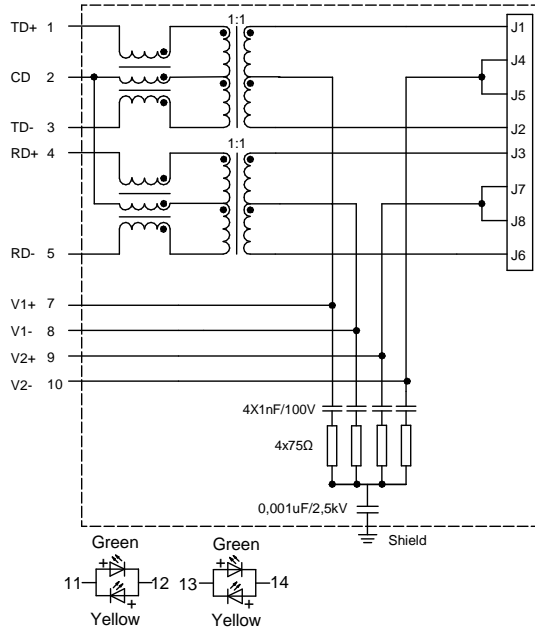 TD+ 1
1:1
J1
J4
CD 2
J5
TD- 3
J2
RD+ 4
1:1
J3
J7
J8
RD- 5
J6
V1+ 7
V1- 8
V2+ 9
V2- 10
4X1nF/100V
4x75Ω
0,001uF/2,5kV
Shield
Green
Green
+
+
11
12
13
14
+
+
Yellow
Yellow